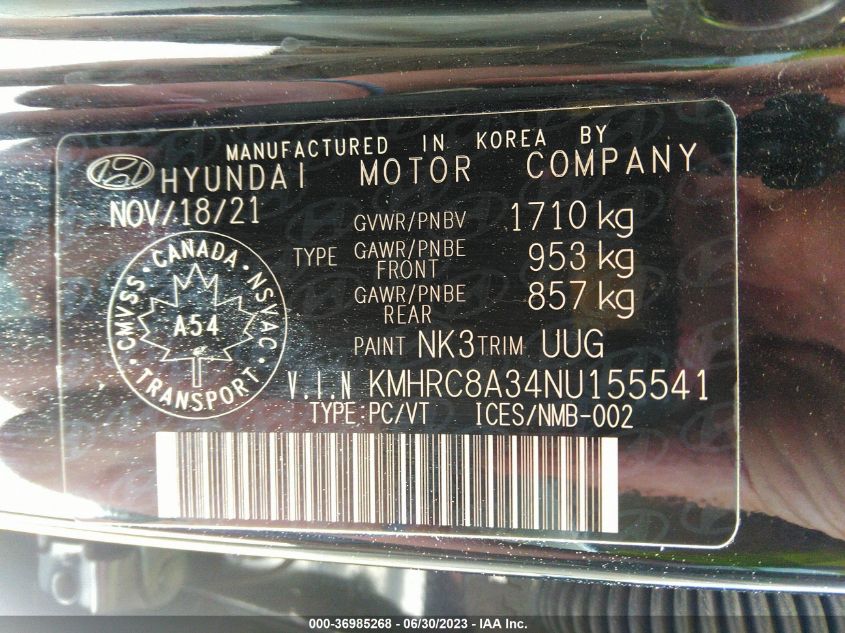 MANUFACTURED IN KOREA BY
HYUNDAI MOTOR COMPANY
NOV/18/21
GVWR/PNBV 1710 kg
TYPE GAWR/PNBE FRONT 953 kg
GAWR/PNBE REAR 857 kg
CANADA
CMVSS NSVAC
A54
TRANSPORT
PAINT NK3 TRIM UUG
V.I.N KMHRC8A34NU155541
TYPE:PC/VT ICES/NMB-002
000-36985268 - 06/30/2023 - IAA Inc.